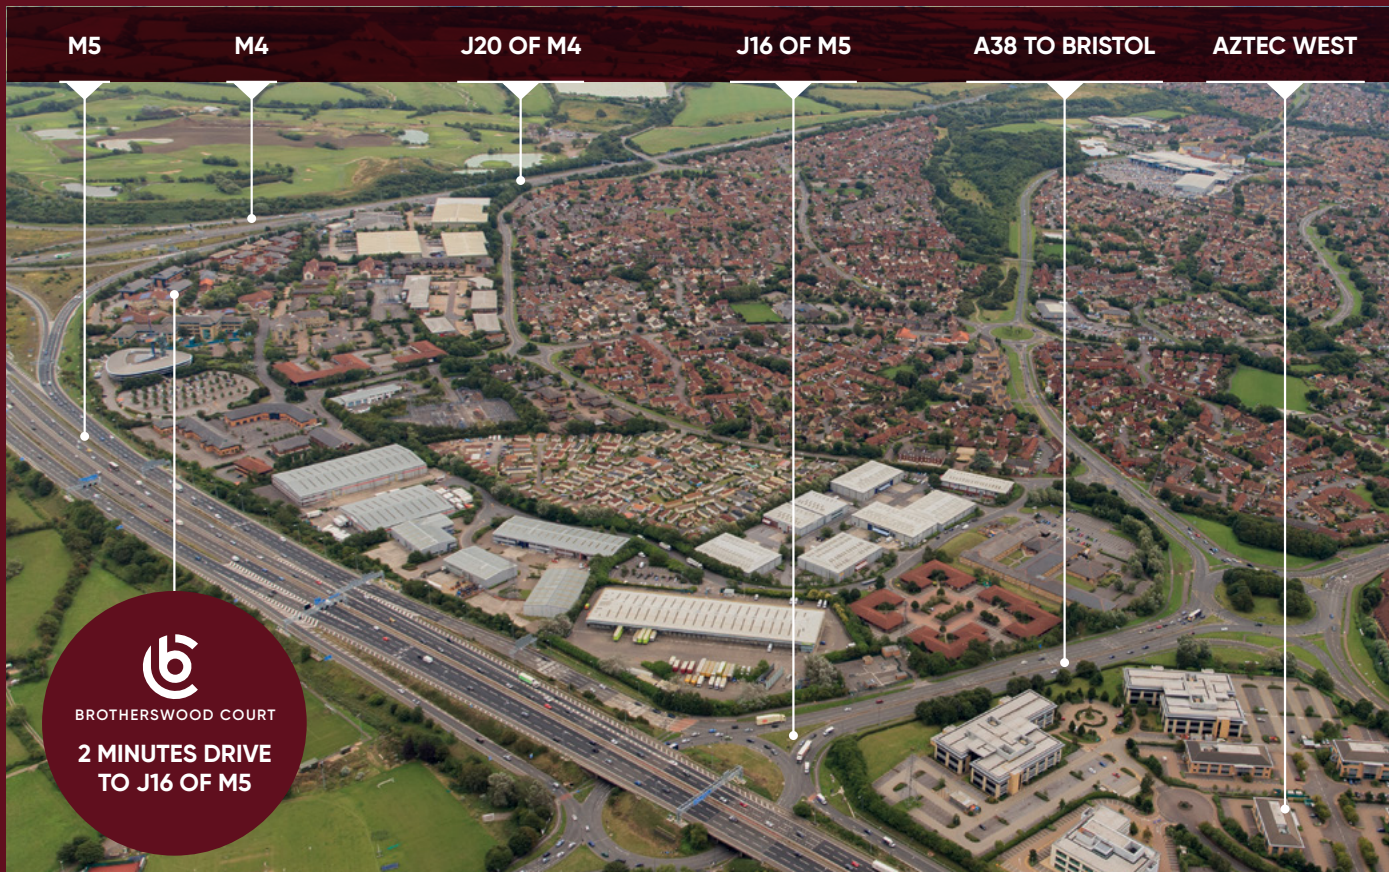 M5
M4
J20 OF M4
J16 OF M5
A38 TO BRISTOL
AZTEC WEST
BROTHERSWOOD COURT
2 MINUTES DRIVE
TO J16 OF M5